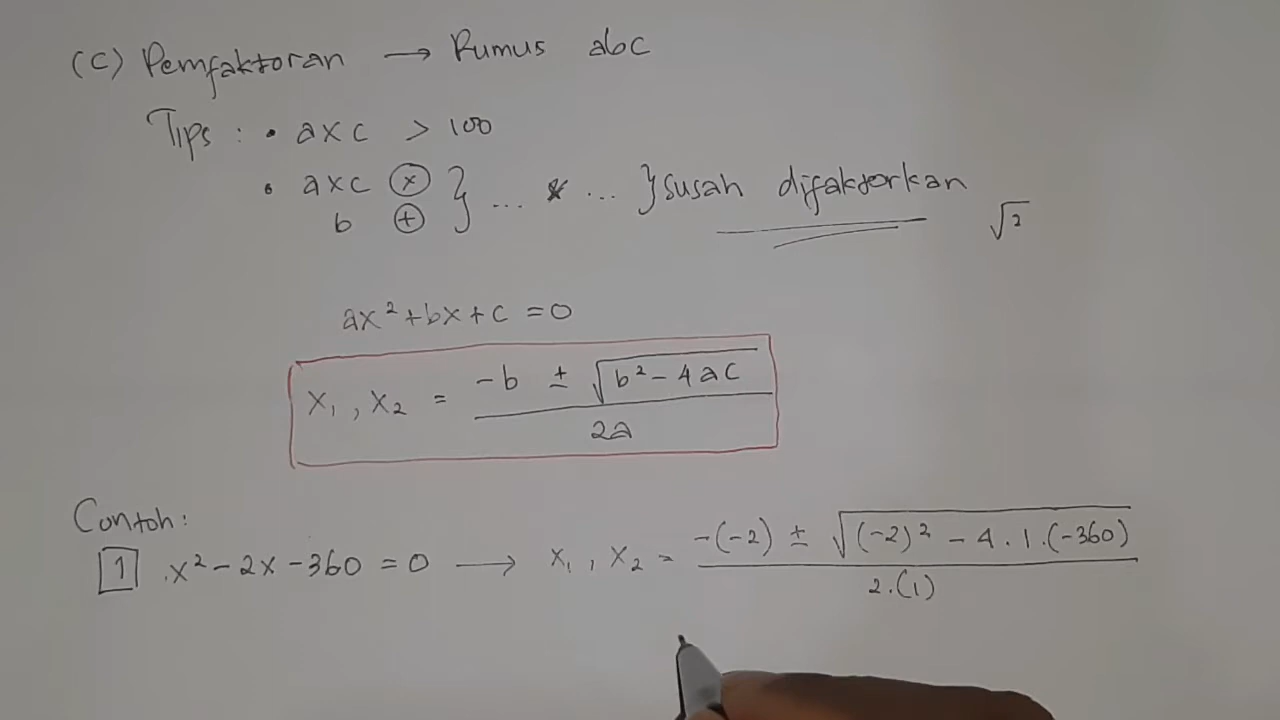 (C) Pemfaktoran → Rumus abc
Tips : • a x c > 100
• a x c (x) } ... * ... } susah difaktorkan
b (+)
√2
ax² + bx + c = 0
x₁ , x₂ = (-b ± √(b² - 4ac)) / 2a
Contoh :
1 x² - 2x - 360 = 0 → x₁ , x₂ = (-(-2) ± √((-2)² - 4 . 1 . (-360))) / 2 . (1)